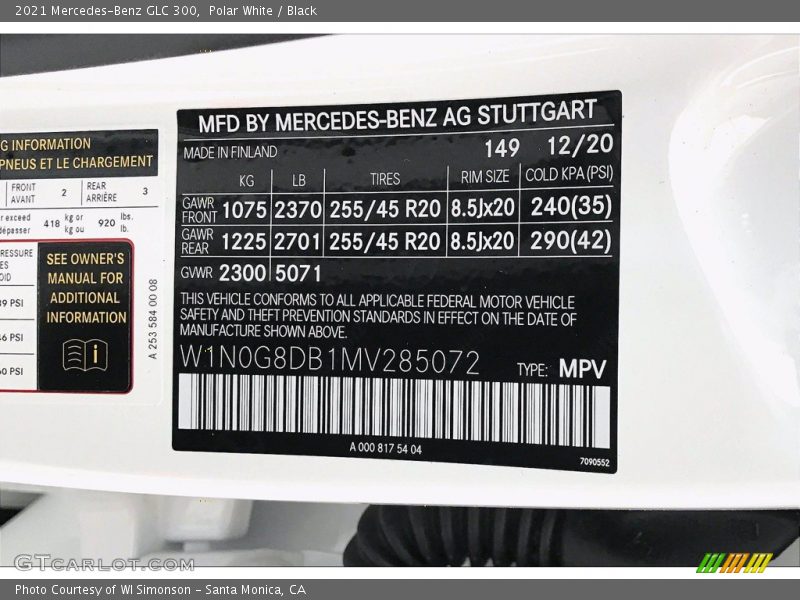 2021 Mercedes-Benz GLC 300,  Polar White / Black
G INFORMATION
PNEUS ET LE CHARGEMENT
FRONT
AVANT 2 REAR
ARRIÈRE 3
exceed
dépasser 418 kg or
kg ou 920 lbs.
lb.
39 PSI
PSI
PSI
SEE OWNER'S
MANUAL FOR
ADDITIONAL
INFORMATION
A 253 584 00 08
MFD BY MERCEDES-BENZ AG STUTTGART
MADE IN FINLAND 149 12/20
KG LB TIRES RIM SIZE COLD KPA (PSI)
GAWR
FRONT 1075 2370 255/45 R20 8.5Jx20 240(35)
GAWR
REAR 1225 2701 255/45 R20 8.5Jx20 290(42)
GWR 2300 5071
THIS VEHICLE CONFORMS TO ALL APPLICABLE FEDERAL MOTOR VEHICLE
SAFETY AND THEFT PREVENTION STANDARDS IN EFFECT ON THE DATE OF
MANUFACTURE SHOWN ABOVE.
W1N0G8DB1MV285072 TYPE: MPV
A 000 817 54 04
7090552
GTcarlot.com
Photo Courtesy of WI Simonson - Santa Monica, CA